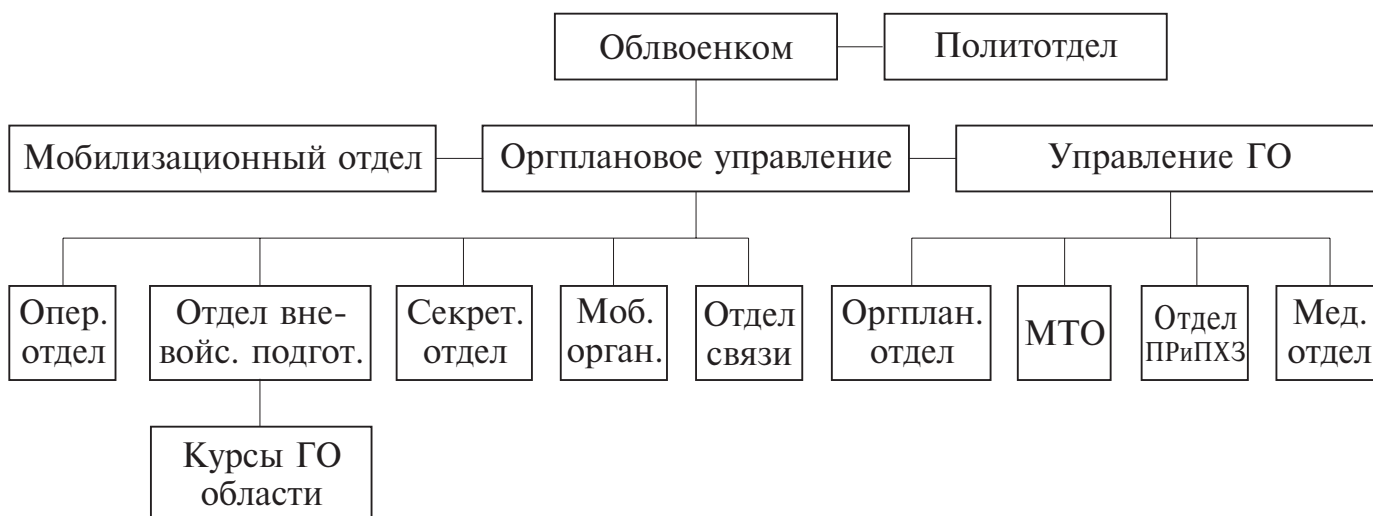 Облвоенком
Политотдел
Мобилизационный отдел
Оргплановое управление
Управление ГО
Опер.
отдел
Отдел вне-
войс. подгот.
Секрет.
отдел
Моб.
орган.
Отдел
связи
Оргплан.
отдел
МТО
Отдел
ПРиПХЗ
Мед.
отдел
Курсы ГО
области